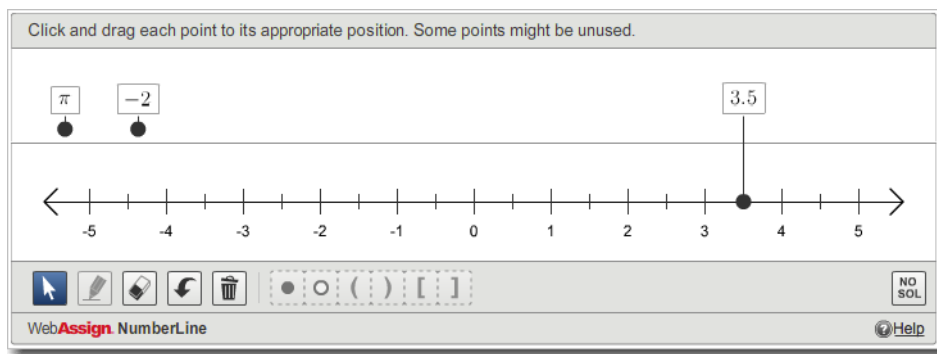 Click and drag each point to its appropriate position. Some points might be unused.
π −2 3.5
-5 -4 -3 -2 -1 0 1 2 3 4 5
( ) [ ] NO SOL
WebAssign. NumberLine ?Help